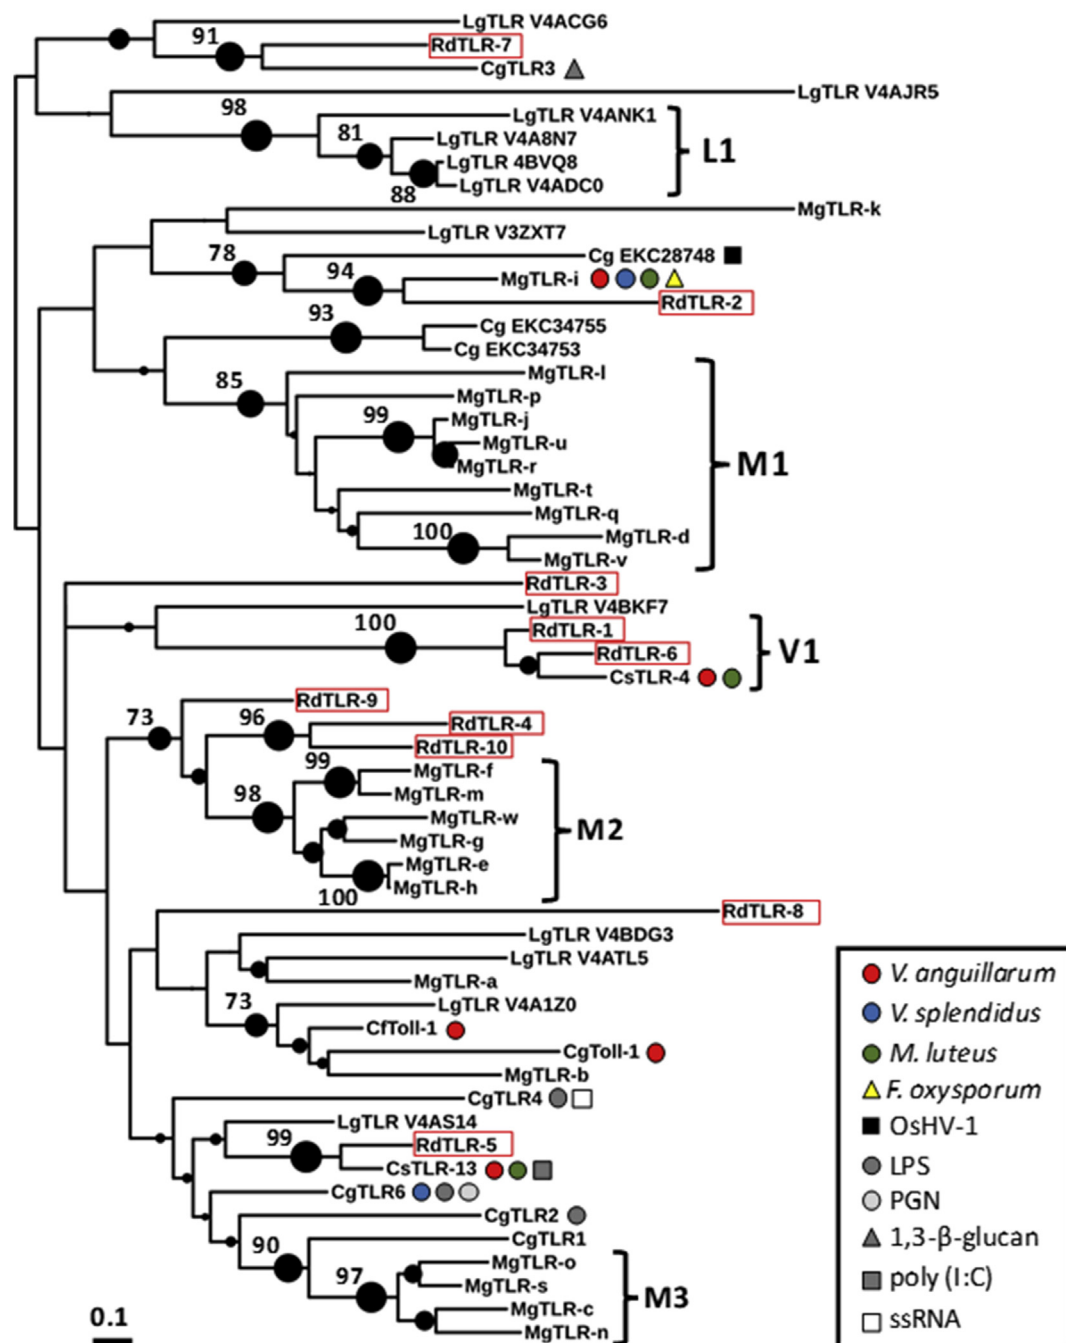 LgTLR V4ACG6
91
RdTLR-7
CgTLR3
LgTLR V4AJR5
98
LgTLR V4ANK1
81
LgTLR V4A8N7
LgTLR 4BVQ8
LgTLR V4ADC0
88
L1
MgTLR-k
LgTLR V3ZXT7
78
Cg EKC28748
94
MgTLR-i
RdTLR-2
93
Cg EKC34755
Cg EKC34753
85
MgTLR-l
MgTLR-p
99
MgTLR-j
MgTLR-u
MgTLR-r
MgTLR-t
MgTLR-q
100
MgTLR-d
MgTLR-v
M1
RdTLR-3
LgTLR V4BKF7
100
RdTLR-1
RdTLR-6
CsTLR-4
V1
73
RdTLR-9
96
RdTLR-4
RdTLR-10
99
MgTLR-f
MgTLR-m
98
MgTLR-w
MgTLR-g
MgTLR-e
MgTLR-h
100
M2
RdTLR-8
LgTLR V4BDG3
LgTLR V4ATL5
MgTLR-a
73
LgTLR V4A1Z0
CfToll-1
CgToll-1
MgTLR-b
CgTLR4
LgTLR V4AS14
99
RdTLR-5
CsTLR-13
CgTLR6
CgTLR2
90
CgTLR1
97
MgTLR-o
MgTLR-s
MgTLR-c
MgTLR-n
M3
0.1
V. anguillarum
V. splendidus
M. luteus
F. oxysporum
OsHV-1
LPS
PGN
1,3-β-glucan
poly (I:C)
ssRNA